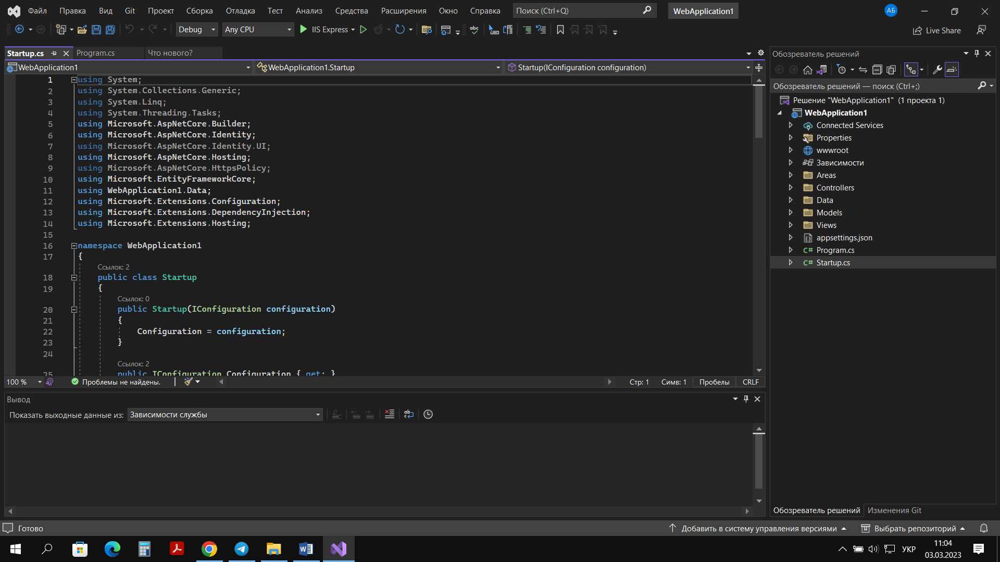 Файл Правка Вид Git Проект Сборка Отладка Тест Анализ Средства Расширения Окно Справка Поиск (Ctrl+Q) WebApplication1 АБ
Debug Any CPU IIS Express Live Share
Startup.cs Program.cs Что нового?
WebApplication1 WebApplication1.Startup Startup(IConfiguration configuration)
1 using System;
2 using System.Collections.Generic;
3 using System.Linq;
4 using System.Threading.Tasks;
5 using Microsoft.AspNetCore.Builder;
6 using Microsoft.AspNetCore.Identity;
7 using Microsoft.AspNetCore.Identity.UI;
8 using Microsoft.AspNetCore.Hosting;
9 using Microsoft.AspNetCore.HttpsPolicy;
10 using Microsoft.EntityFrameworkCore;
11 using WebApplication1.Data;
12 using Microsoft.Extensions.Configuration;
13 using Microsoft.Extensions.DependencyInjection;
14 using Microsoft.Extensions.Hosting;
15
16 namespace WebApplication1
17 {
Ссылок: 2
18 public class Startup
19 {
Ссылок: 0
20 public Startup(IConfiguration configuration)
21 {
22 Configuration = configuration;
23 }
24
Ссылок: 2
25 public IConfiguration Configuration { get; }
100 % Проблемы не найдены. Стр: 1 Симв: 1 Пробелы CRLF
Вывод
Показать выходные данные из: Зависимости службы
Обозреватель решений
Обозреватель решений — поиск (Ctrl+;)
Решение "WebApplication1" (1 проекта 1)
WebApplication1
Connected Services
Properties
wwwroot
Зависимости
Areas
Controllers
Data
Models
Views
appsettings.json
C# Program.cs
C# Startup.cs
Обозреватель решений Изменения Git
Готово Добавить в систему управления версиями Выбрать репозиторий
УКР 11:04
03.03.2023